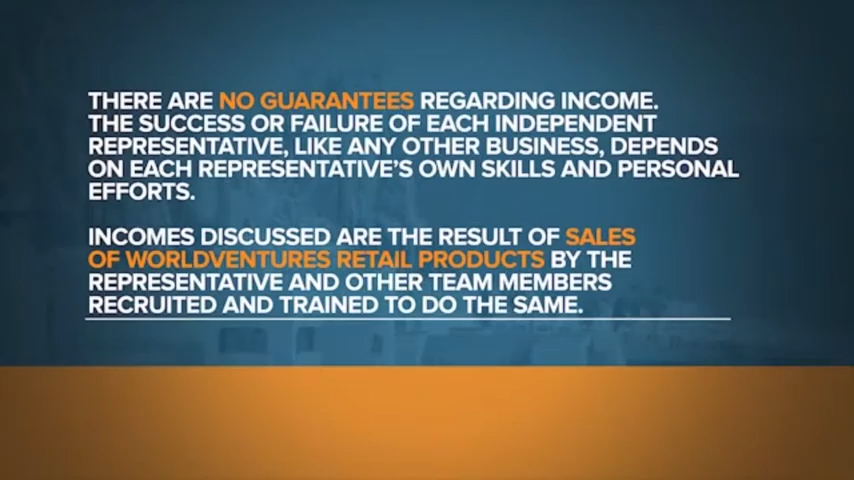 THERE ARE NO GUARANTEES REGARDING INCOME.
THE SUCCESS OR FAILURE OF EACH INDEPENDENT
REPRESENTATIVE, LIKE ANY OTHER BUSINESS, DEPENDS
ON EACH REPRESENTATIVE'S OWN SKILLS AND PERSONAL
EFFORTS.
INCOMES DISCUSSED ARE THE RESULT OF SALES
OF WORLDVENTURES RETAIL PRODUCTS BY THE
REPRESENTATIVE AND OTHER TEAM MEMBERS
RECRUITED AND TRAINED TO DO THE SAME.